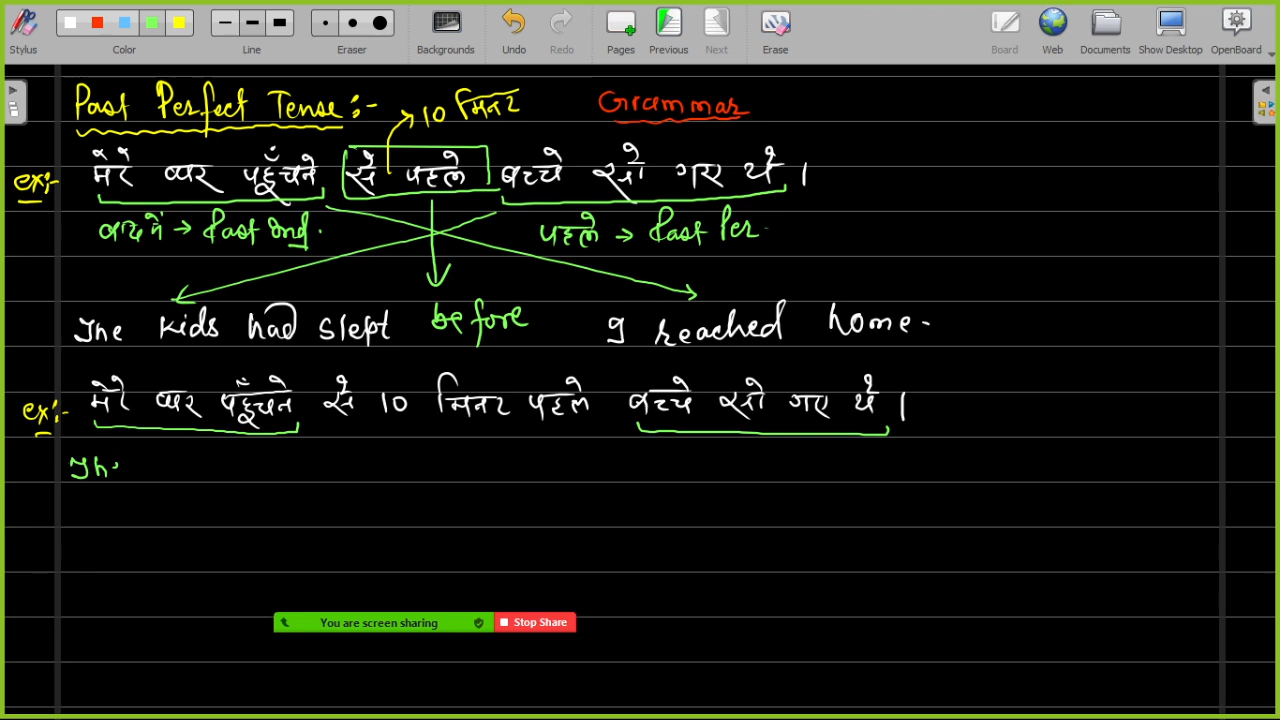 Stylus Color Line Eraser Backgrounds Undo Redo Pages Previous Next Erase Board Web Documents Show Desktop OpenBoard
Past Perfect Tense :- → 10 मिनट Grammar
ex:- मेरे घर पहुँचने से पहले बच्चे सो गए थे ।
बाद में → Past Ind. पहले → Past Per.
The kids had slept before I reached home.
ex:- मेरे घर पहुँचने से 10 मिनट पहले बच्चे सो गए थे ।
Th
You are screen sharing Stop Share